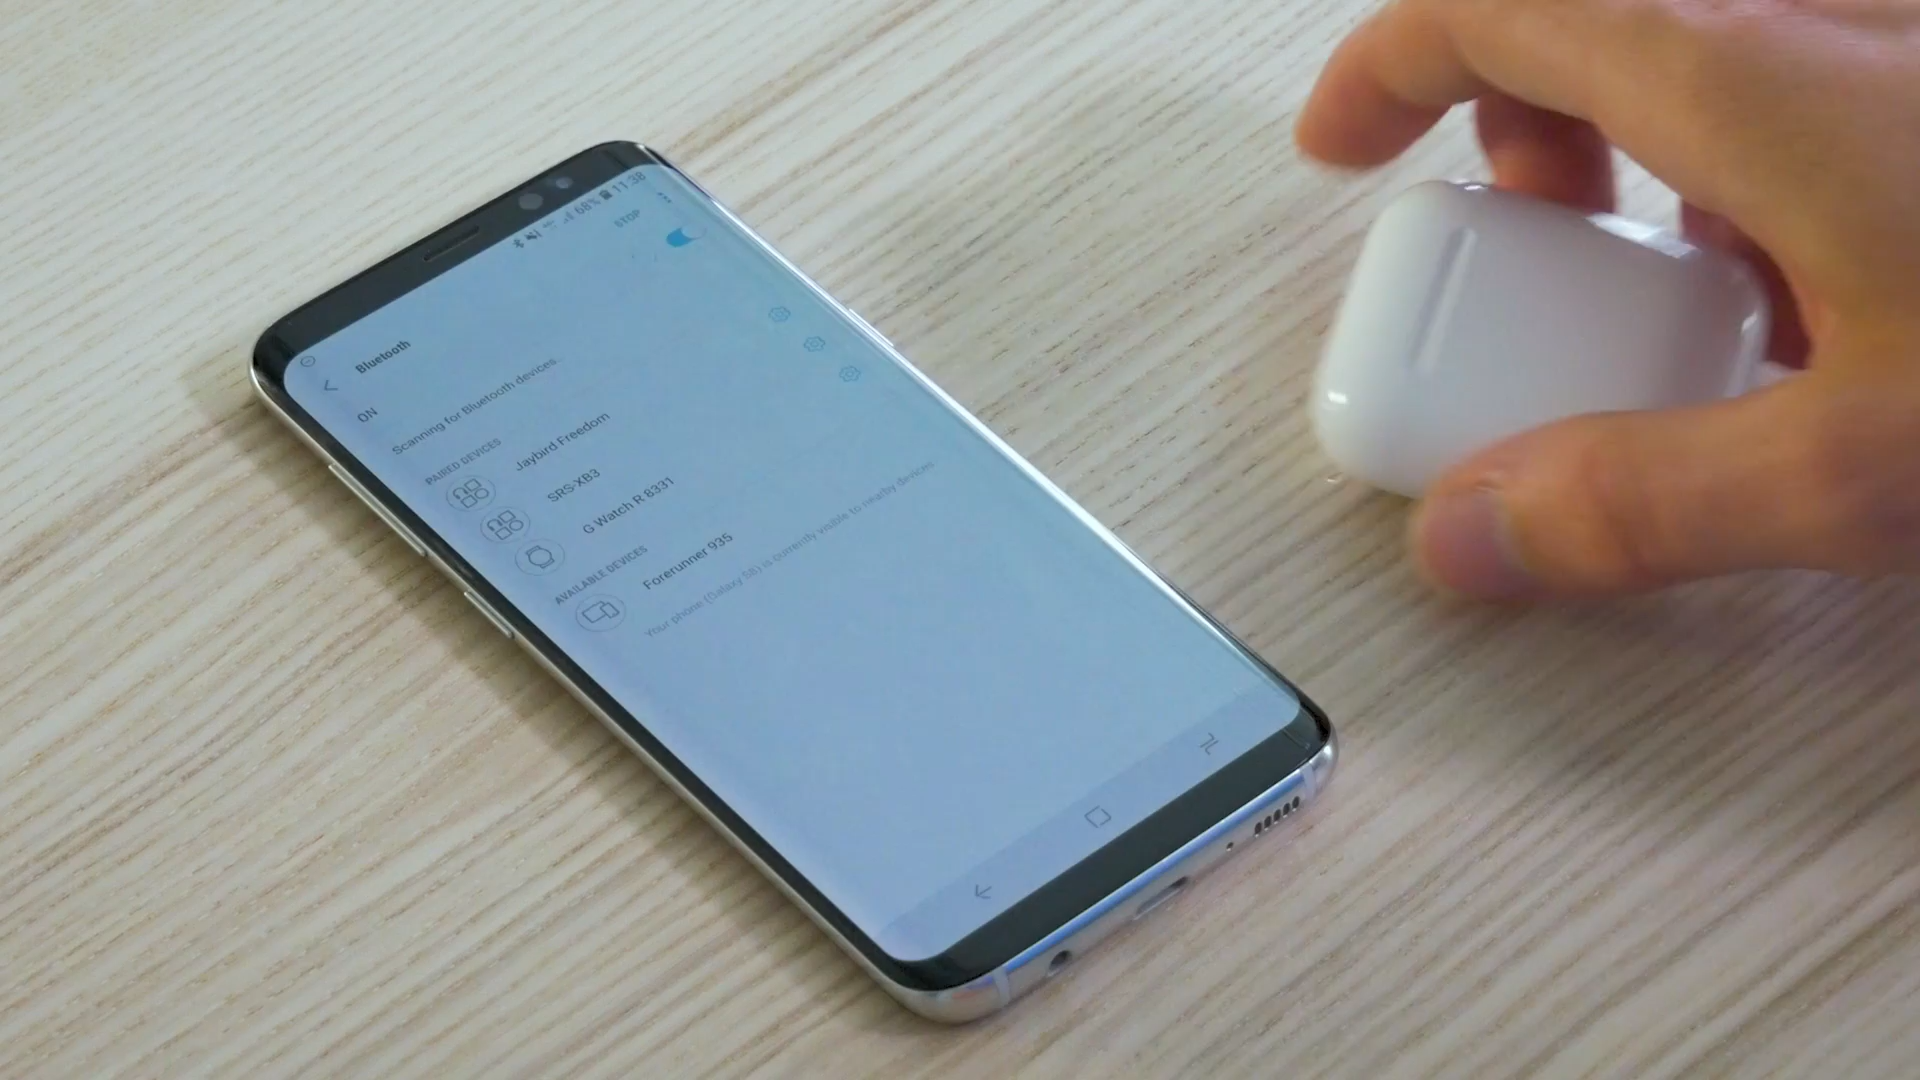 68% 11:38
STOP
Bluetooth
ON
Scanning for Bluetooth devices...
PAIRED DEVICES
Jaybird Freedom
SRS-XB3
G Watch R 8331
AVAILABLE DEVICES
Forerunner 935
Your phone (Galaxy S8) is currently visible to nearby devices